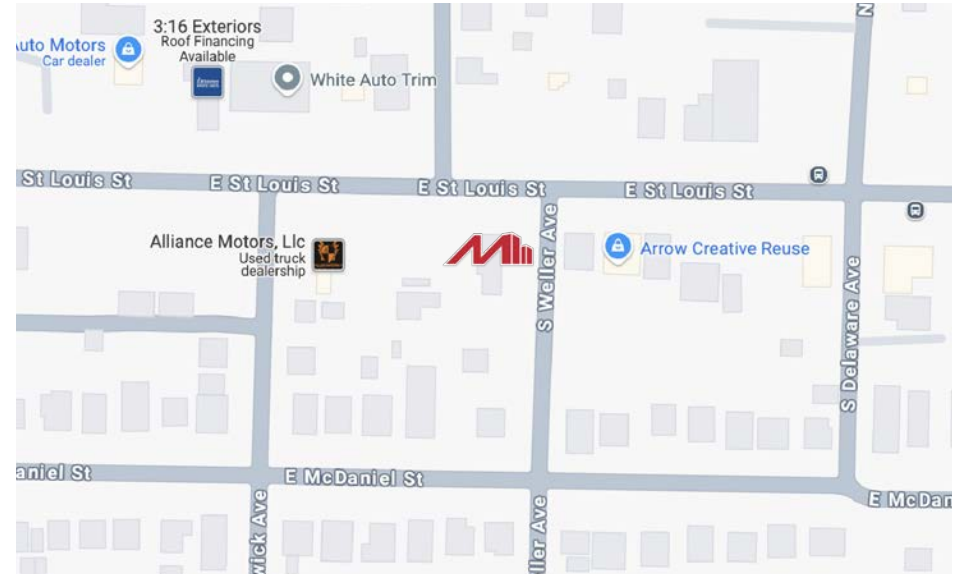 3:16 Exteriors
Roof Financing
Available
uto Motors
Car dealer
White Auto Trim
N
St Louis St
E St Louis St
E St Louis St
E St Louis St
Alliance Motors, Llc
Used truck
dealership
Arrow Creative Reuse
S Weller Ave
S Delaware Ave
aniel St
E McDaniel St
E McDan
wick Ave
ller Ave